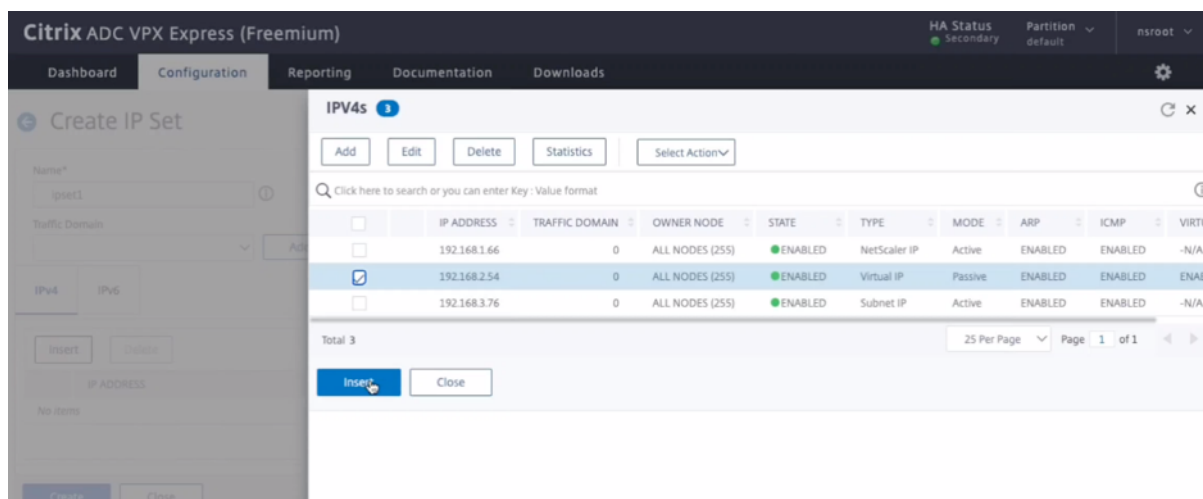 Citrix ADC VPX Express (Freemium)
HA Status
Secondary
Partition
default
nsroot
Dashboard Configuration Reporting Documentation Downloads
Create IP Set
Name*
ipset1
Traffic Domain
Add
IPv4 IPv6
Insert Delete
IP ADDRESS
No items
Create Close
IPV4s 3
Add Edit Delete Statistics Select Action
Click here to search or you can enter Key : Value format
IP ADDRESS TRAFFIC DOMAIN OWNER NODE STATE TYPE MODE ARP ICMP VIRTU
192.168.1.66 0 ALL NODES (255) ENABLED NetScaler IP Active ENABLED ENABLED -N/A
192.168.2.54 0 ALL NODES (255) ENABLED Virtual IP Passive ENABLED ENABLED ENAB
192.168.3.76 0 ALL NODES (255) ENABLED Subnet IP Active ENABLED ENABLED -N/A
Total 3
25 Per Page Page 1 of 1
Insert Close